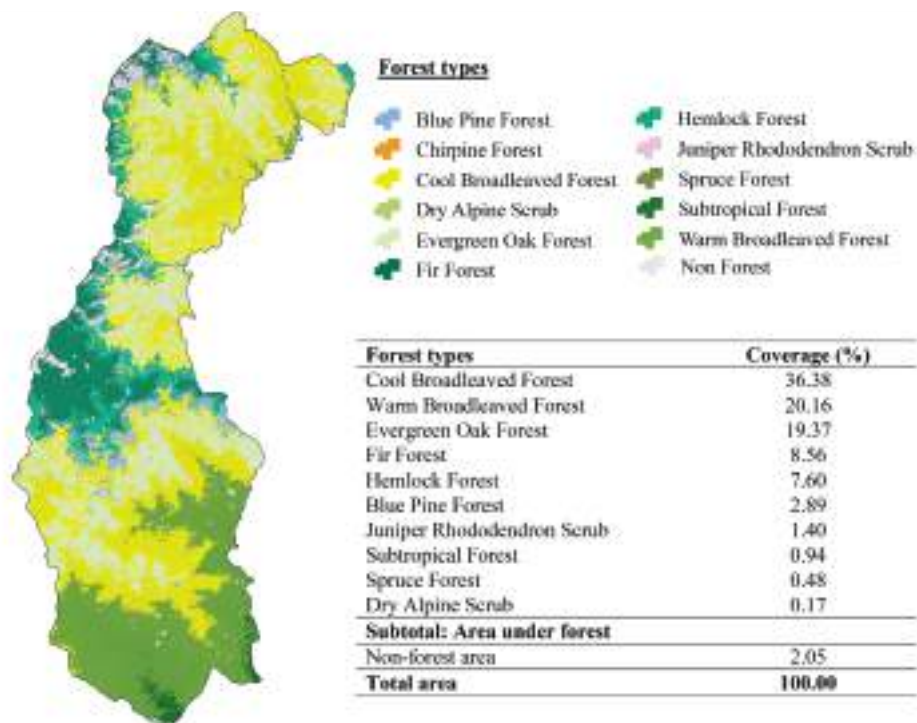 Forest types
Blue Pine Forest
Chirpine Forest
Cool Broadleaved Forest
Dry Alpine Scrub
Evergreen Oak Forest
Fir Forest
Hemlock Forest
Juniper Rhododendron Scrub
Spruce Forest
Subtropical Forest
Warm Broadleaved Forest
Non Forest
Forest types Coverage (%)
Cool Broadleaved Forest 36.38
Warm Broadleaved Forest 20.16
Evergreen Oak Forest 19.37
Fir Forest 8.56
Hemlock Forest 7.60
Blue Pine Forest 2.89
Juniper Rhododendron Scrub 1.40
Subtropical Forest 0.94
Spruce Forest 0.48
Dry Alpine Scrub 0.17
Subtotal: Area under forest
Non-forest area 2.05
Total area 100.00